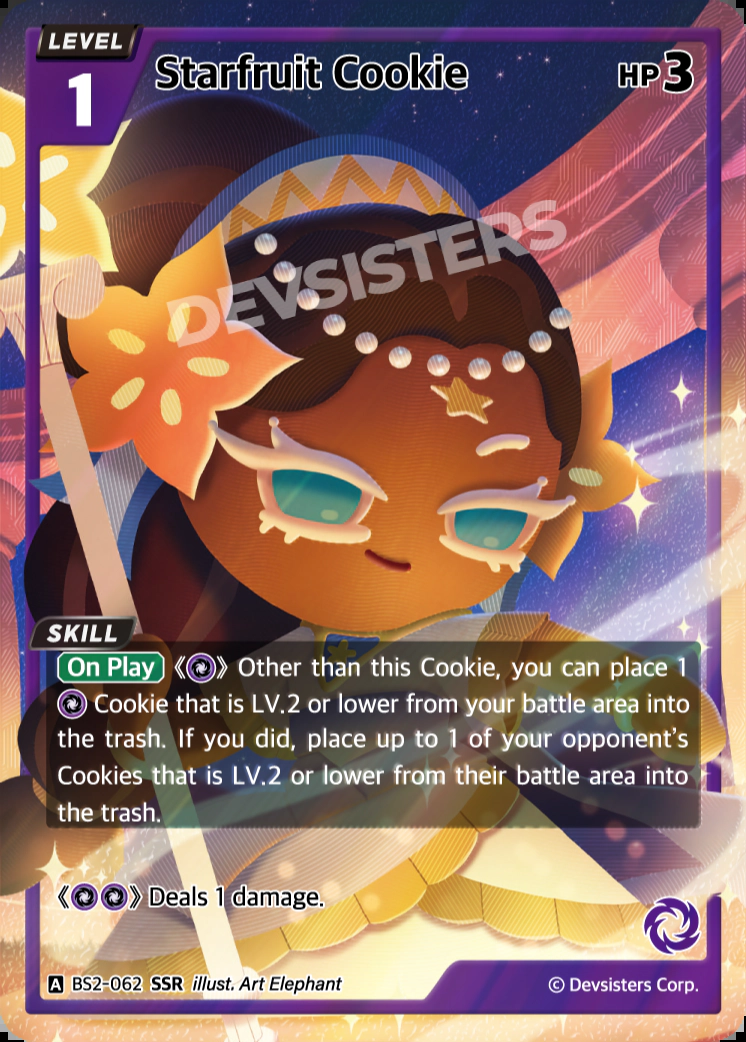 LEVEL
1
Starfruit Cookie
HP 3
DEVSISTERS
SKILL
On Play 《 》 Other than this Cookie, you can place 1
Cookie that is LV.2 or lower from your battle area into
the trash. If you did, place up to 1 of your opponent's
Cookies that is LV.2 or lower from their battle area into
the trash.
《 》 Deals 1 damage.
A BS2-062 SSR illust. Art Elephant
© Devsisters Corp.